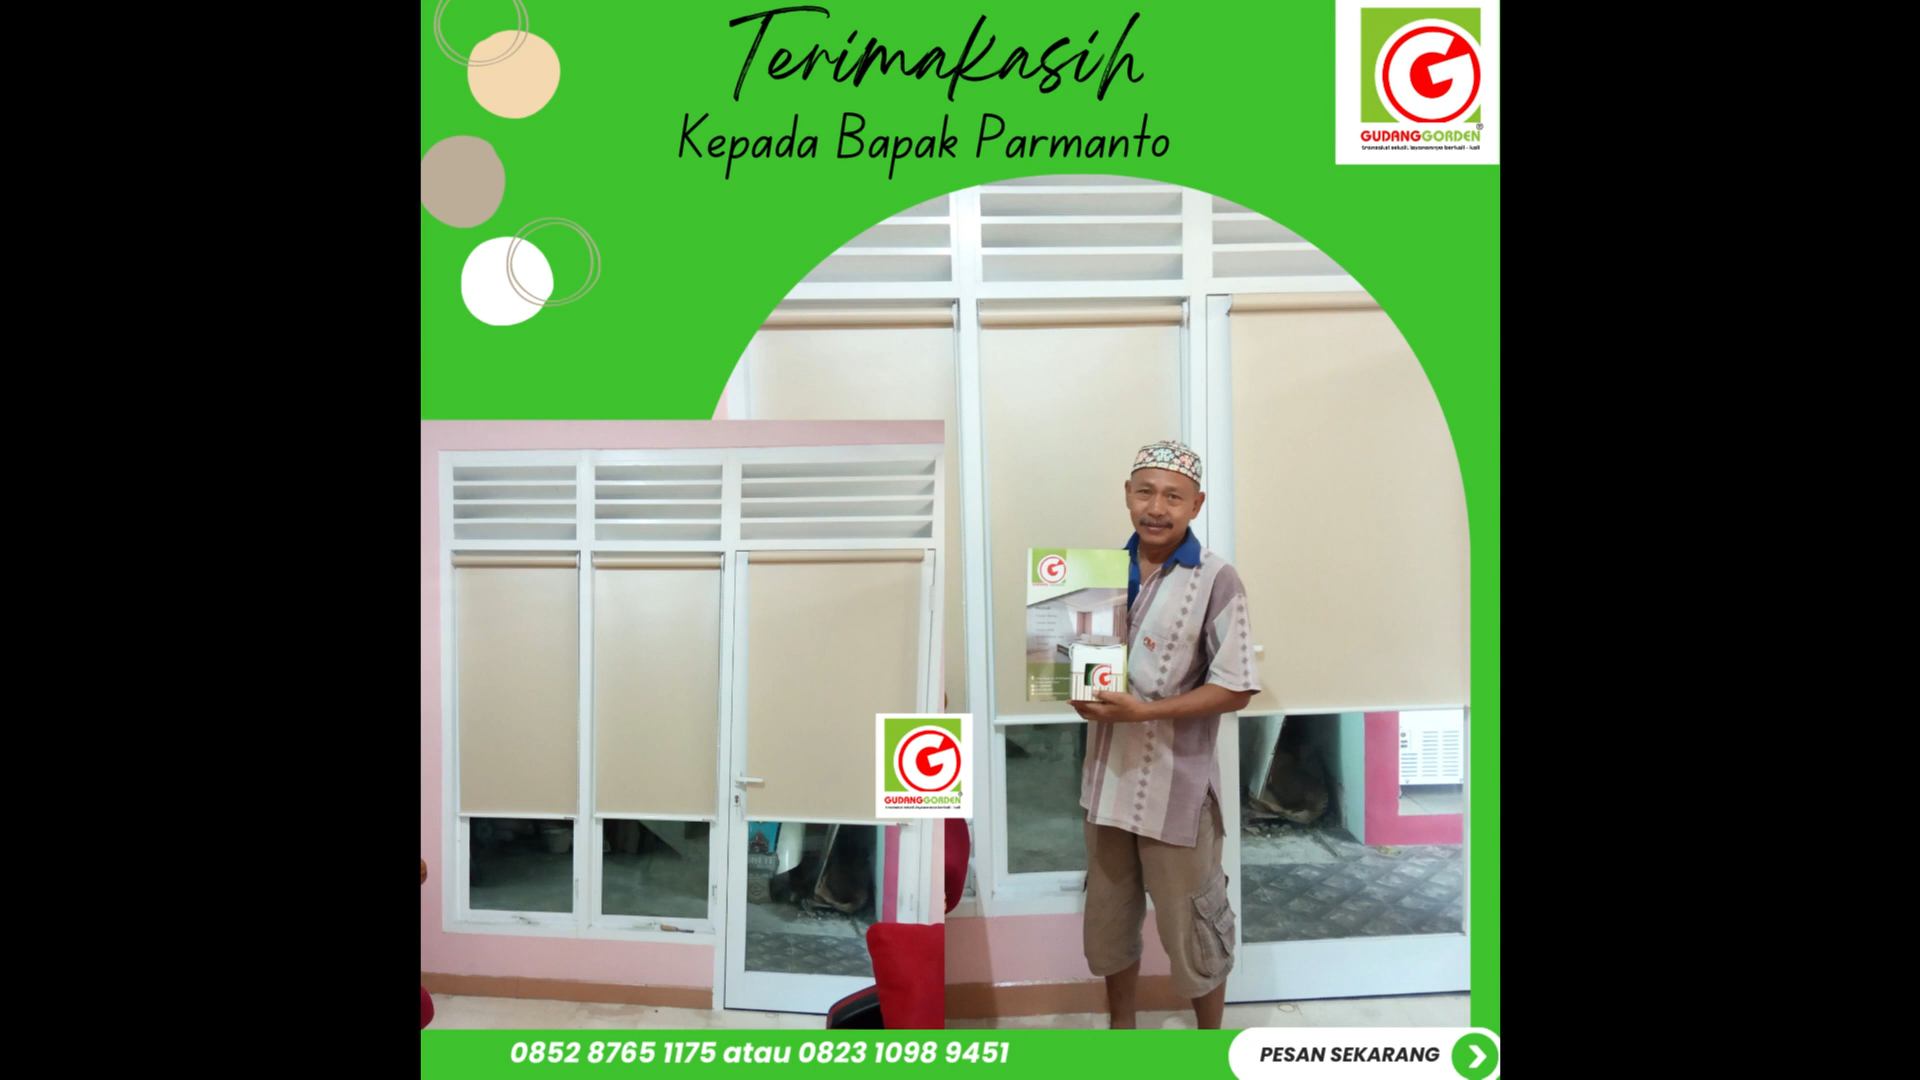 Terimakasih
Kepada Bapak Parmanto
GUDANGGORDEN
GUDANGGORDEN
0852 8765 1175 atau 0823 1098 9451
PESAN SEKARANG